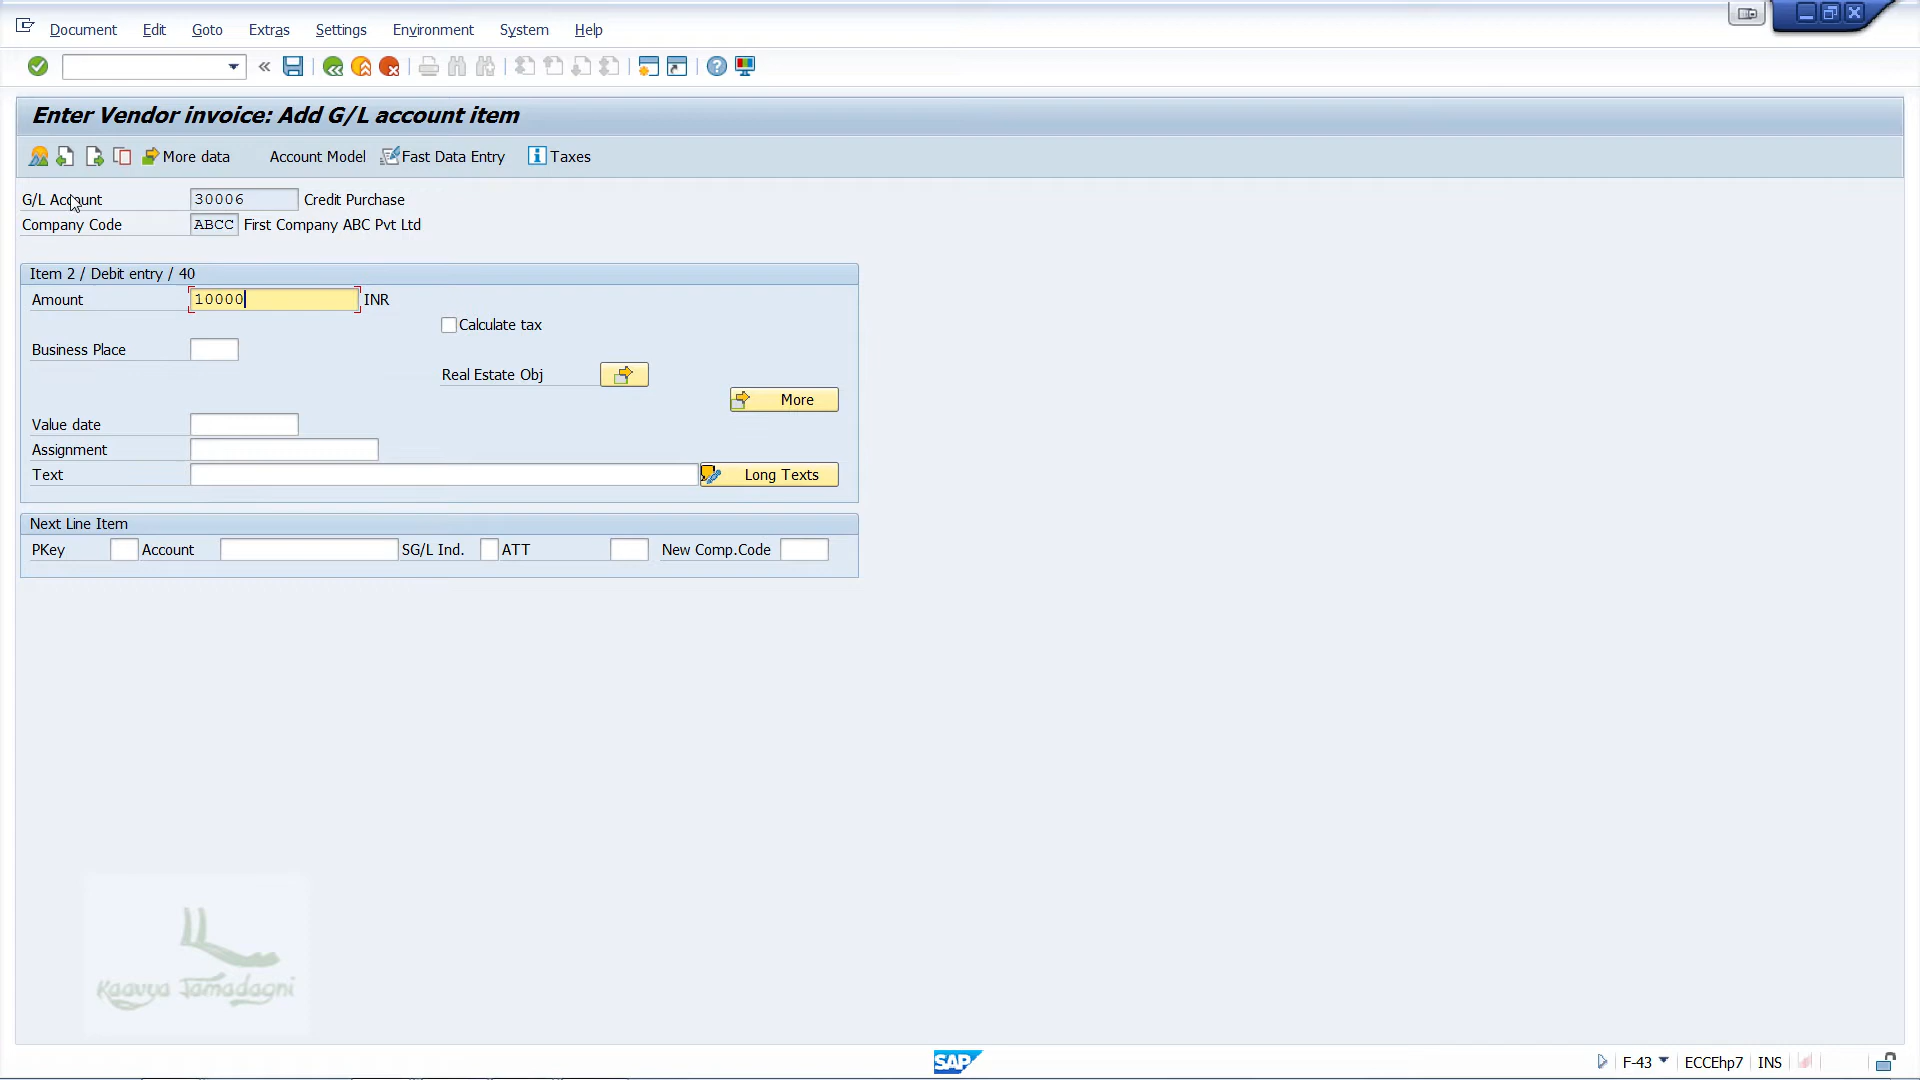 Document Edit Goto Extras Settings Environment System Help
Enter Vendor invoice: Add G/L account item
More data Account Model Fast Data Entry Taxes
G/L Account 30006 Credit Purchase
Company Code ABCC First Company ABC Pvt Ltd
Item 2 / Debit entry / 40
Amount 10000 INR
Calculate tax
Business Place
Real Estate Obj
More
Value date
Assignment
Text Long Texts
Next Line Item
PKey Account SG/L Ind. ATT New Comp.Code
Kaavya Jamadagni
SAP F-43 ECCEhp7 INS